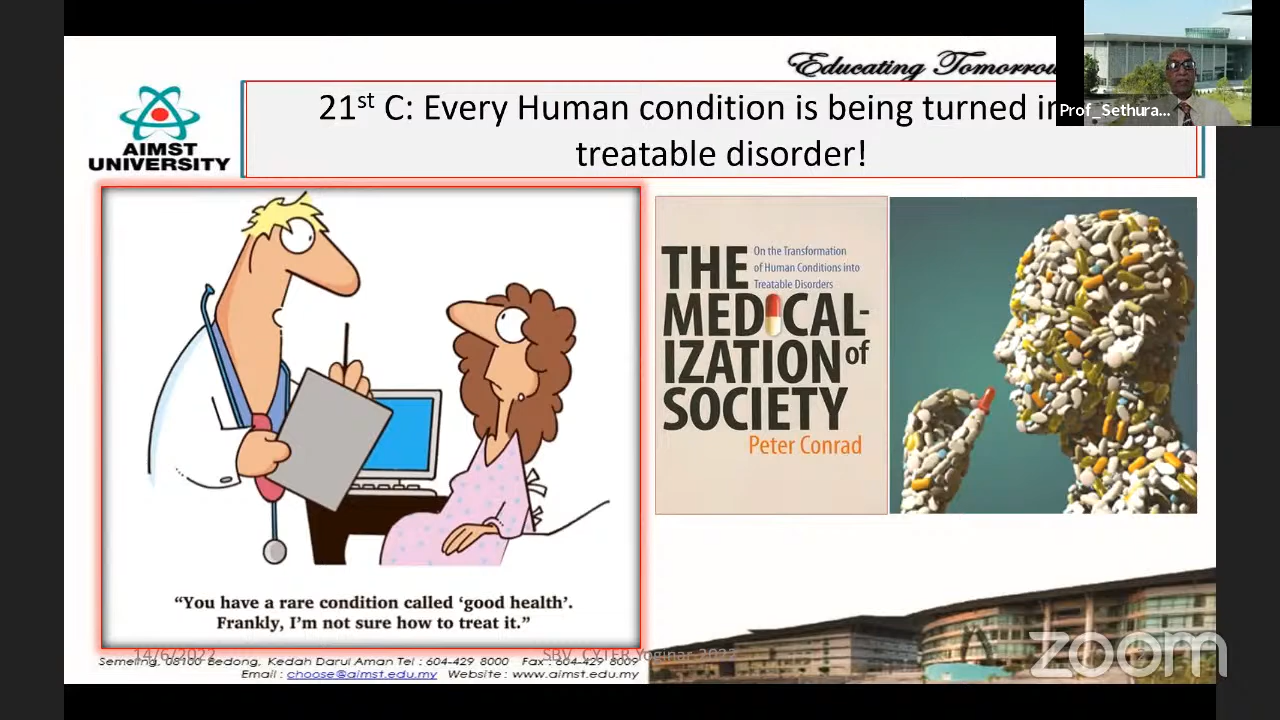 Educating Tomorrow
Prof_Sethura...
AIMST
UNIVERSITY
21st C: Every Human condition is being turned in
treatable disorder!
On the Transformation
of Human Conditions into
Treatable Disorders
THE
MEDICAL-
IZATION of
SOCIETY
Peter Conrad
“You have a rare condition called ‘good health’.
Frankly, I’m not sure how to treat it.”
14/6/2022
SBV, CYTER Yoginar 2022
Semeling, 08100 Bedong, Kedah Darul Aman Tel : 604-429 8000 Fax : 604-429 8009
Email : choose@aimst.edu.my Website : www.aimst.edu.my
zoom